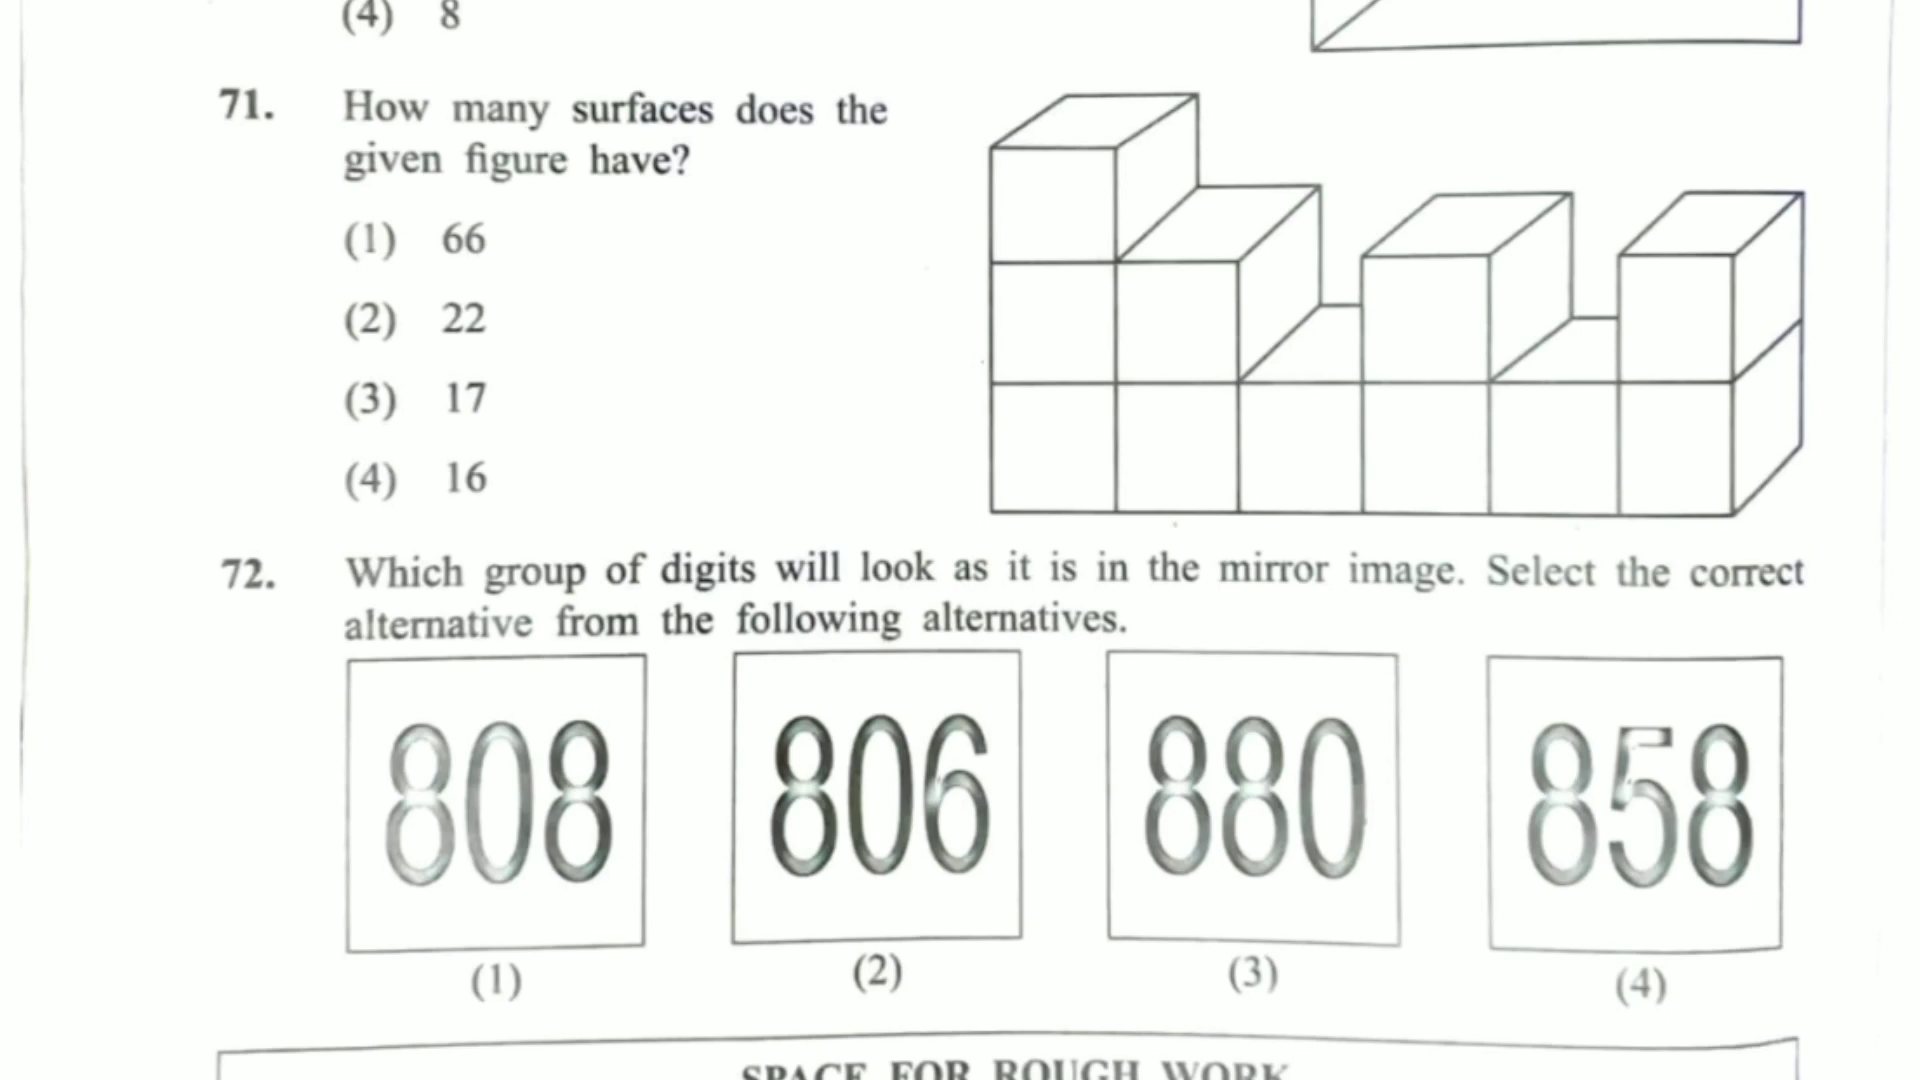 (4) 8
71. How many surfaces does the
given figure have?
(1) 66
(2) 22
(3) 17
(4) 16
72. Which group of digits will look as it is in the mirror image. Select the correct
alternative from the following alternatives.
808 806 880 858
(1) (2) (3) (4)
SPACE FOR ROUGH WORK